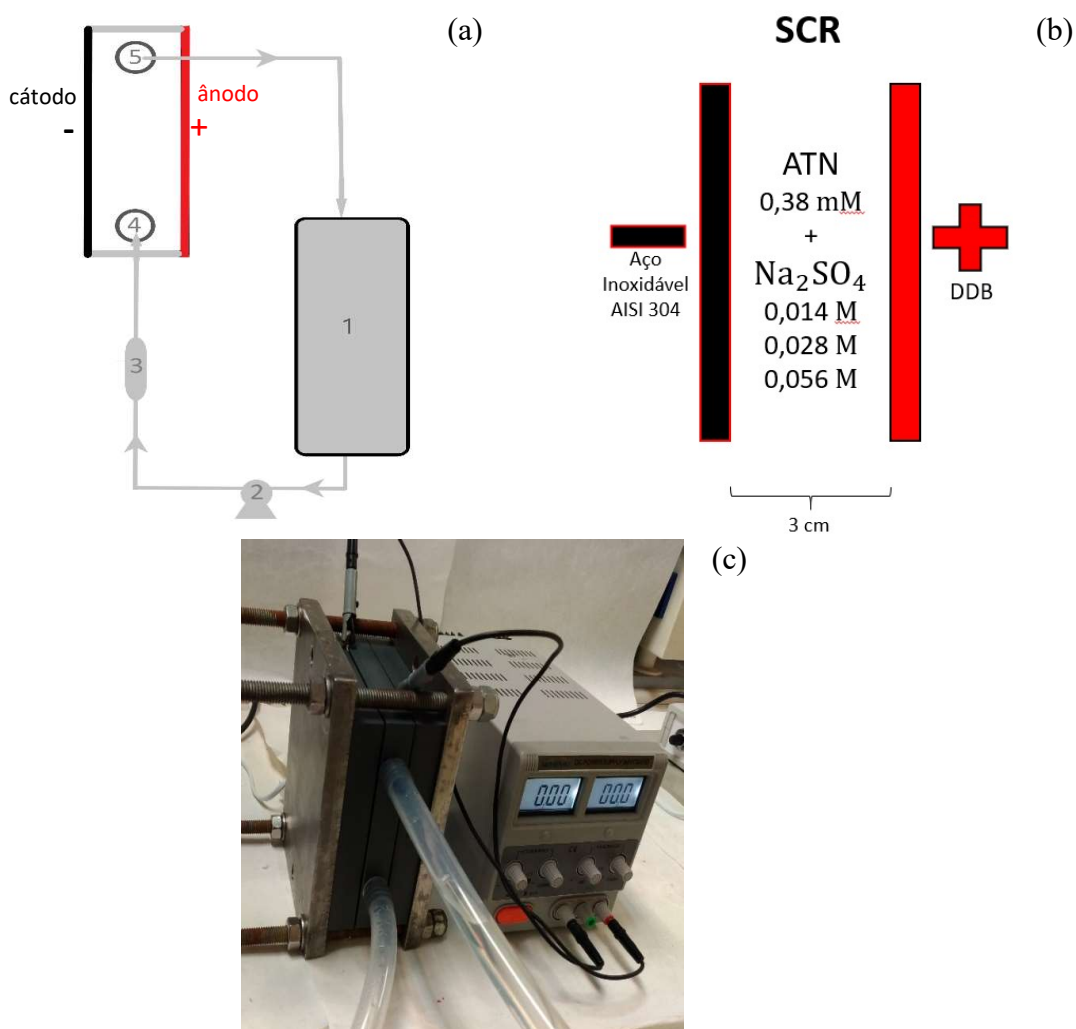 (a)
5
cátodo
-
ânodo
+
4
3
1
2
SCR
(b)
ATN
0,38 mM
+
Na₂SO₄
0,014 M
0,028 M
0,056 M
Aço
Inoxidável
AISI 304
DDB
3 cm
(c)
000 000